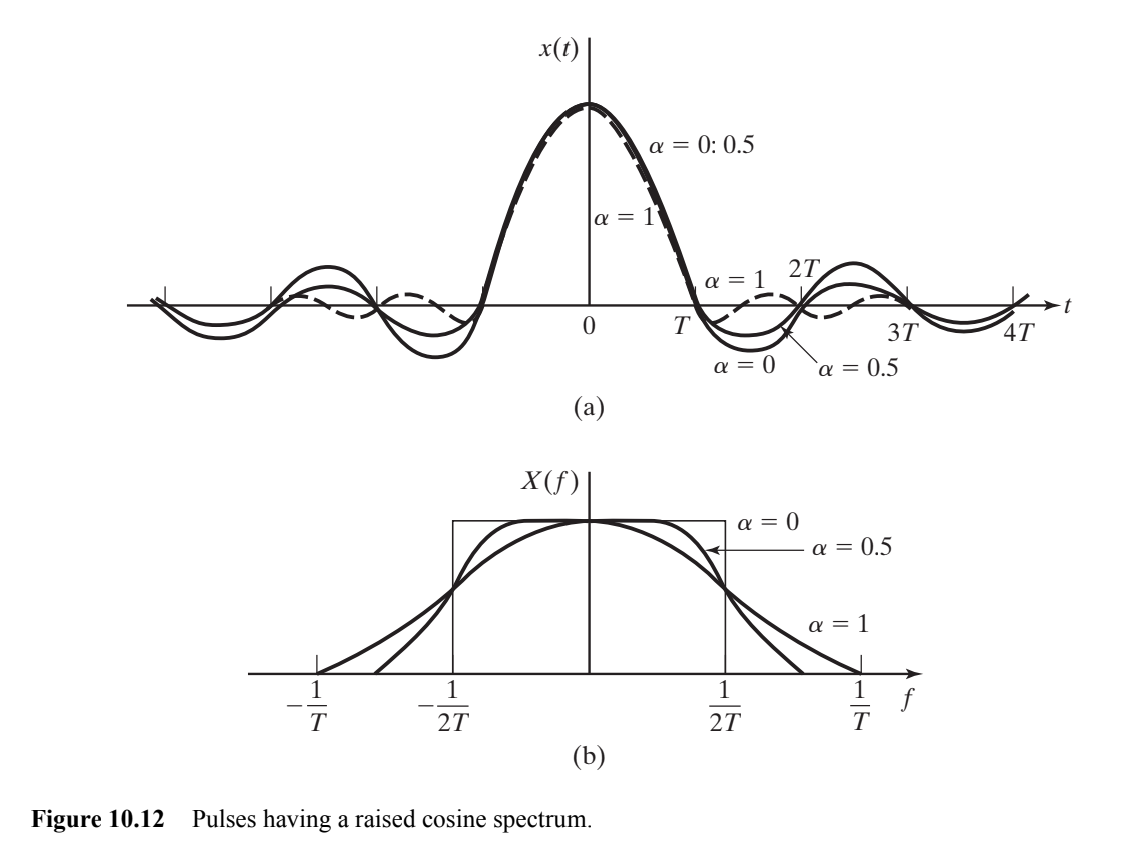 x(t)
α = 0: 0.5
α = 1
α = 1
2T
t
0
T
3T
4T
α = 0
α = 0.5
(a)
X(f)
α = 0
α = 0.5
α = 1
−1/T
−1/2T
1/2T
1/T
f
(b)
Figure 10.12 Pulses having a raised cosine spectrum.